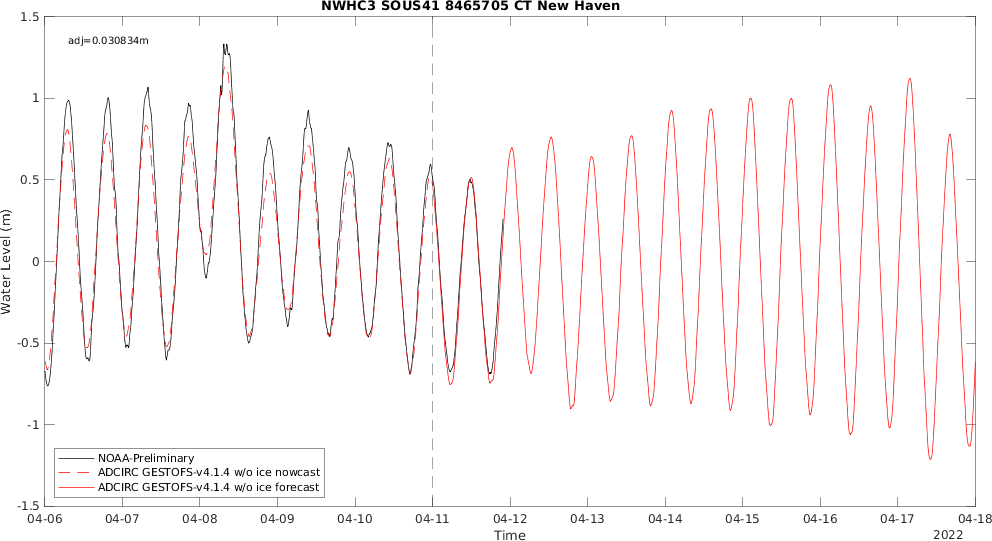 NWHC3 SOUS41 8465705 CT New Haven
1.5
adj=0.030834m
1
0.5
0
-0.5
-1
-1.5
Water Level (m)
NOAA-Preliminary
ADCIRC GESTOFS-v4.1.4 w/o ice nowcast
ADCIRC GESTOFS-v4.1.4 w/o ice forecast
04-06 04-07 04-08 04-09 04-10 04-11 04-12 04-13 04-14 04-15 04-16 04-17 04-18
Time
2022